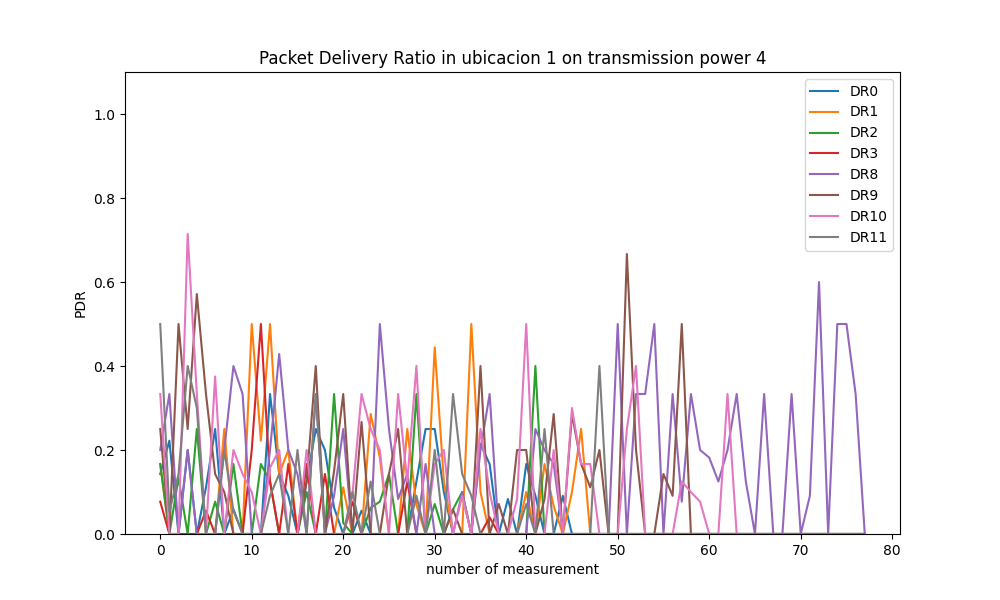 Packet Delivery Ratio in ubicacion 1 on transmission power 4
PDR
1.0
0.8
0.6
0.4
0.2
0.0
0 10 20 30 40 50 60 70 80
number of measurement
DR0
DR1
DR2
DR3
DR8
DR9
DR10
DR11